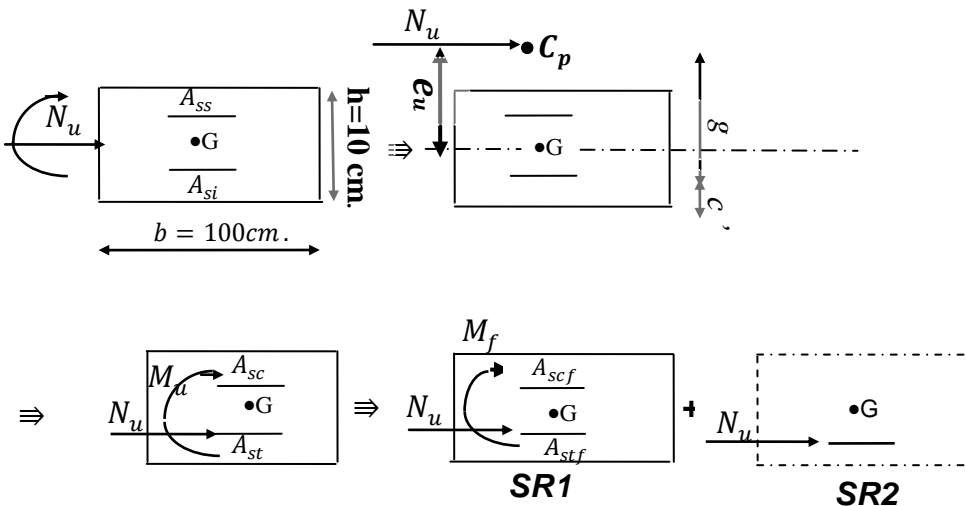 N_u C_p
e_u
A_ss
N_u
•G
A_si
h=10 cm.
⇛
•G
g
c'
b = 100cm.
M_f
A_sc
M_u
•G
N_u
A_st
⇛
⇛
A_scf
N_u
•G
A_stf
+
•G
N_u
SR1
SR2